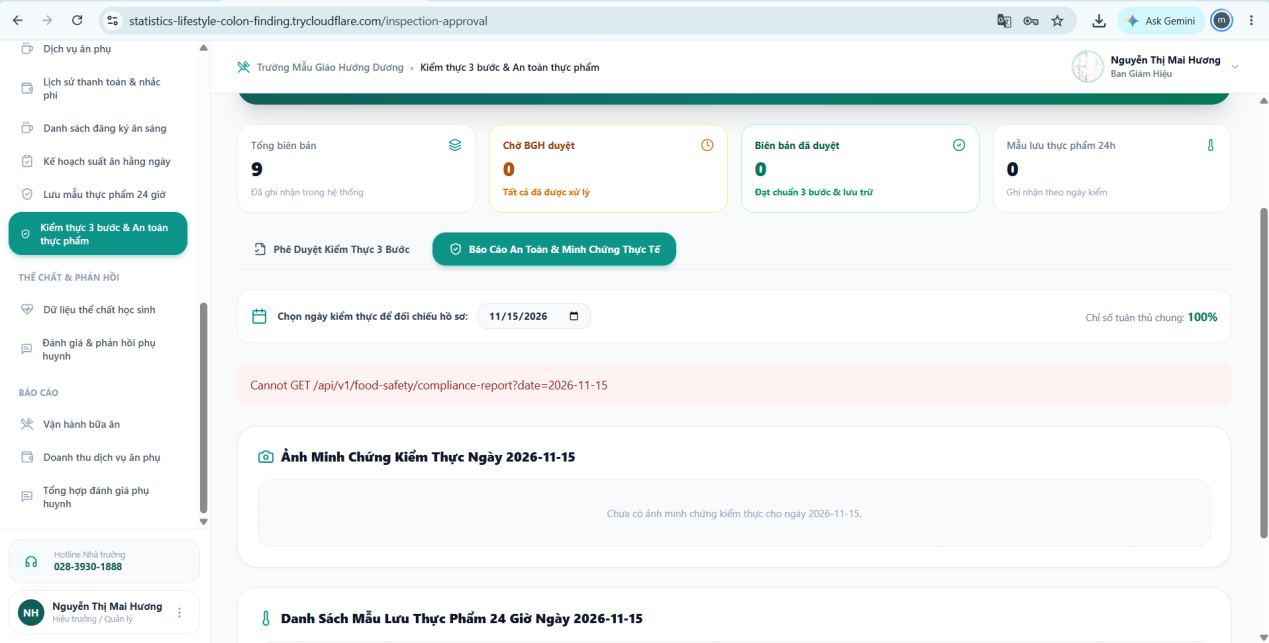 statistics-lifestyle-colon-finding.trycloudflare.com/inspection-approval
Ask Gemini
m
Dịch vụ ăn phụ
Lịch sử thanh toán & nhắc
phí
Danh sách đăng ký ăn sáng
Kế hoạch suất ăn hằng ngày
Lưu mẫu thực phẩm 24 giờ
Kiểm thực 3 bước & An toàn
thực phẩm
THỂ CHẤT & PHẢN HỒI
Dữ liệu thể chất học sinh
Đánh giá & phản hồi phụ
huynh
BÁO CÁO
Vận hành bữa ăn
Doanh thu dịch vụ ăn phụ
Tổng hợp đánh giá phụ
huynh
Hotline Nhà trường
028-3930-1888
NH
Nguyễn Thị Mai Hương
Hiệu trưởng / Quản lý
Trường Mẫu Giáo Hướng Dương › Kiểm thực 3 bước & An toàn thực phẩm
Nguyễn Thị Mai Hương
Ban Giám Hiệu
Tổng biên bản
9
Đã ghi nhận trong hệ thống
Chờ BGH duyệt
0
Tất cả đã được xử lý
Biên bản đã duyệt
0
Đạt chuẩn 3 bước & lưu trữ
Mẫu lưu thực phẩm 24h
0
Ghi nhận theo ngày kiểm
Phê Duyệt Kiểm Thực 3 Bước
Báo Cáo An Toàn & Minh Chứng Thực Tế
Chọn ngày kiểm thực để đối chiếu hồ sơ:
11/15/2026
Chỉ số tuân thủ chung: 100%
Cannot GET /api/v1/food-safety/compliance-report?date=2026-11-15
Ảnh Minh Chứng Kiểm Thực Ngày 2026-11-15
Chưa có ảnh minh chứng kiểm thực cho ngày 2026-11-15.
Danh Sách Mẫu Lưu Thực Phẩm 24 Giờ Ngày 2026-11-15